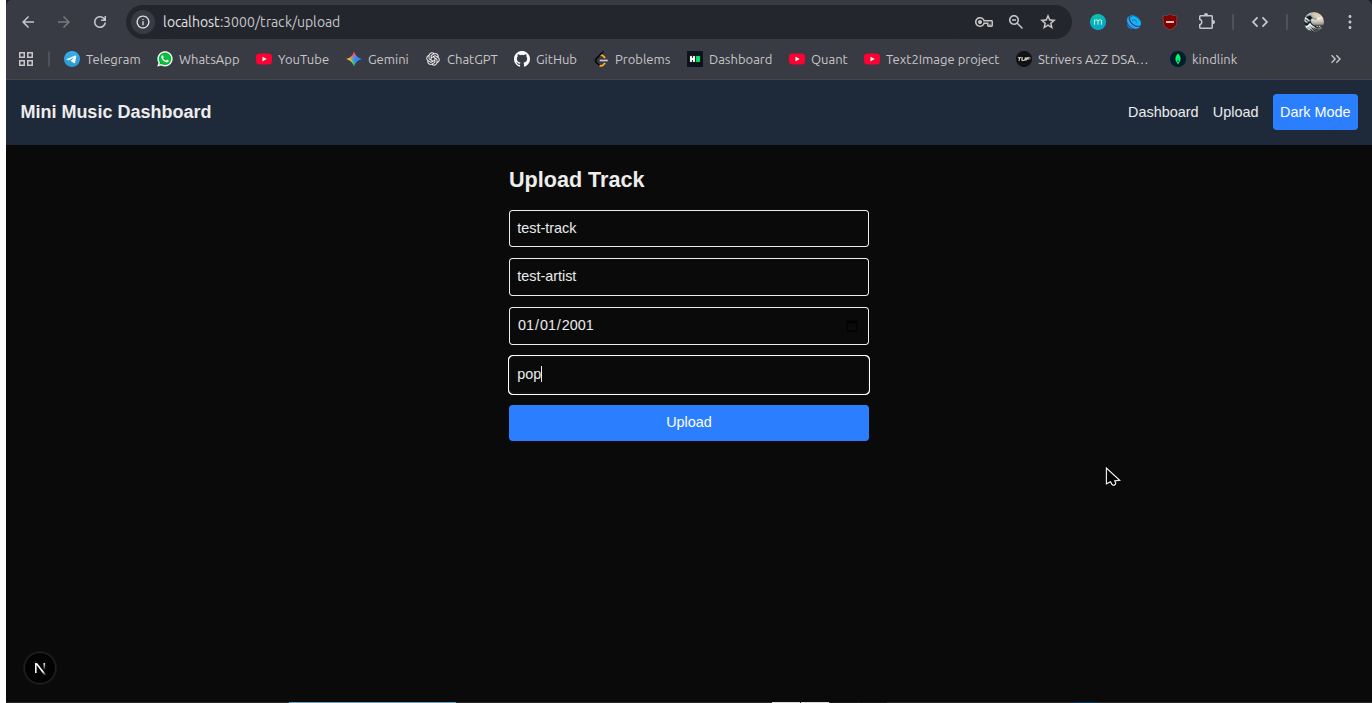 localhost:3000/track/upload
Telegram WhatsApp YouTube Gemini ChatGPT GitHub Problems Dashboard Quant Text2Image project Strivers A2Z DSA… kindlink
Mini Music Dashboard Dashboard Upload Dark Mode
Upload Track
test-track
test-artist
01/01/2001
pop
Upload
N